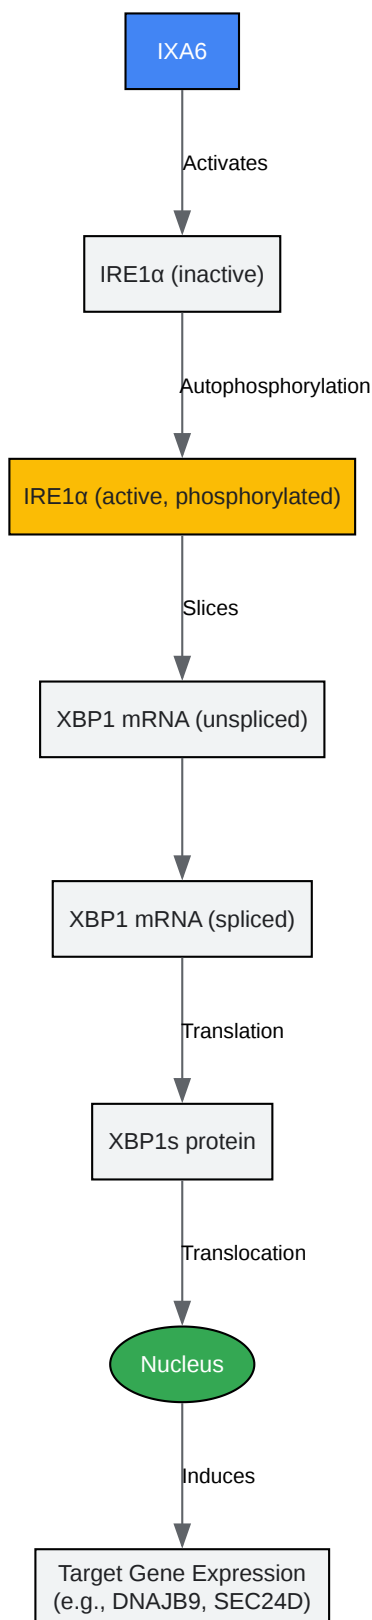 IXA6
Activates
IRE1α (inactive)
Autophosphorylation
IRE1α (active, phosphorylated)
Slices
XBP1 mRNA (unspliced)
XBP1 mRNA (spliced)
Translation
XBP1s protein
Translocation
Nucleus
Induces
Target Gene Expression
(e.g., DNAJB9, SEC24D)